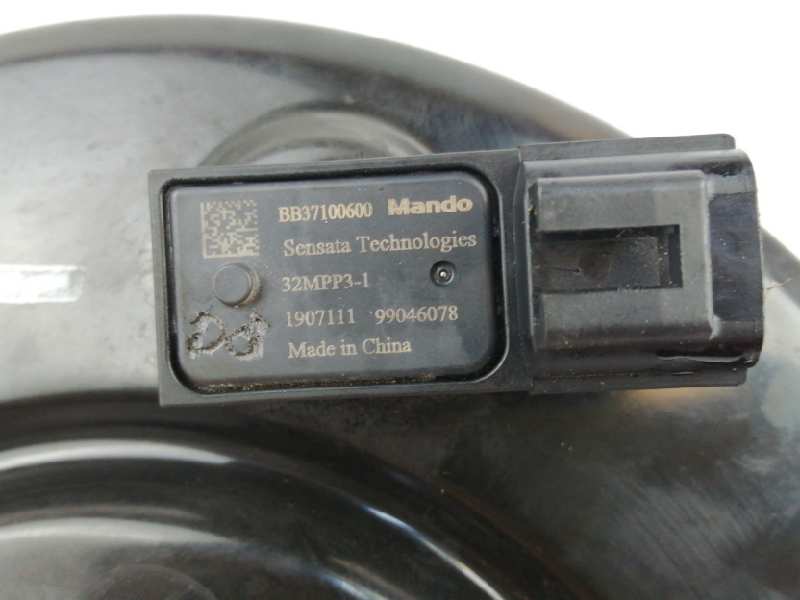 BB37100600 Mando
Sensata Technologies
32MPP3-1
1907111 99046078
Made in China